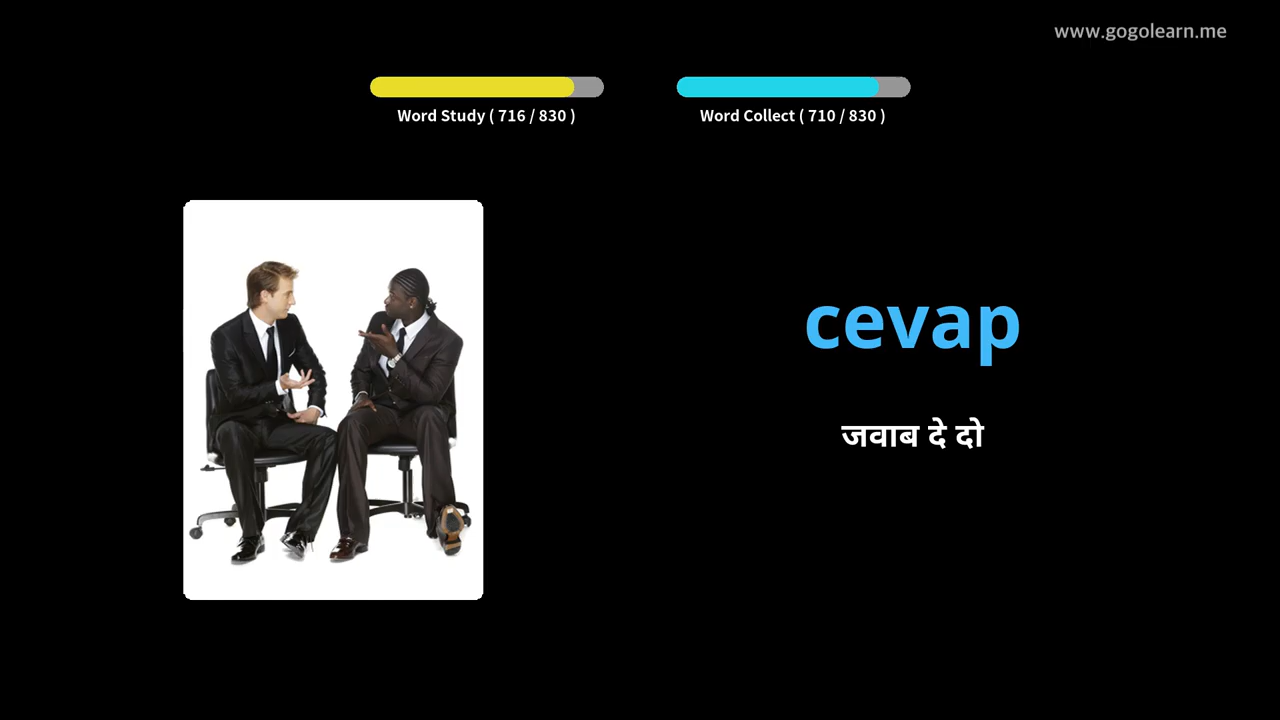 www.gogolearn.me
Word Study ( 716 / 830 )
Word Collect ( 710 / 830 )
cevap
जवाब दे दो